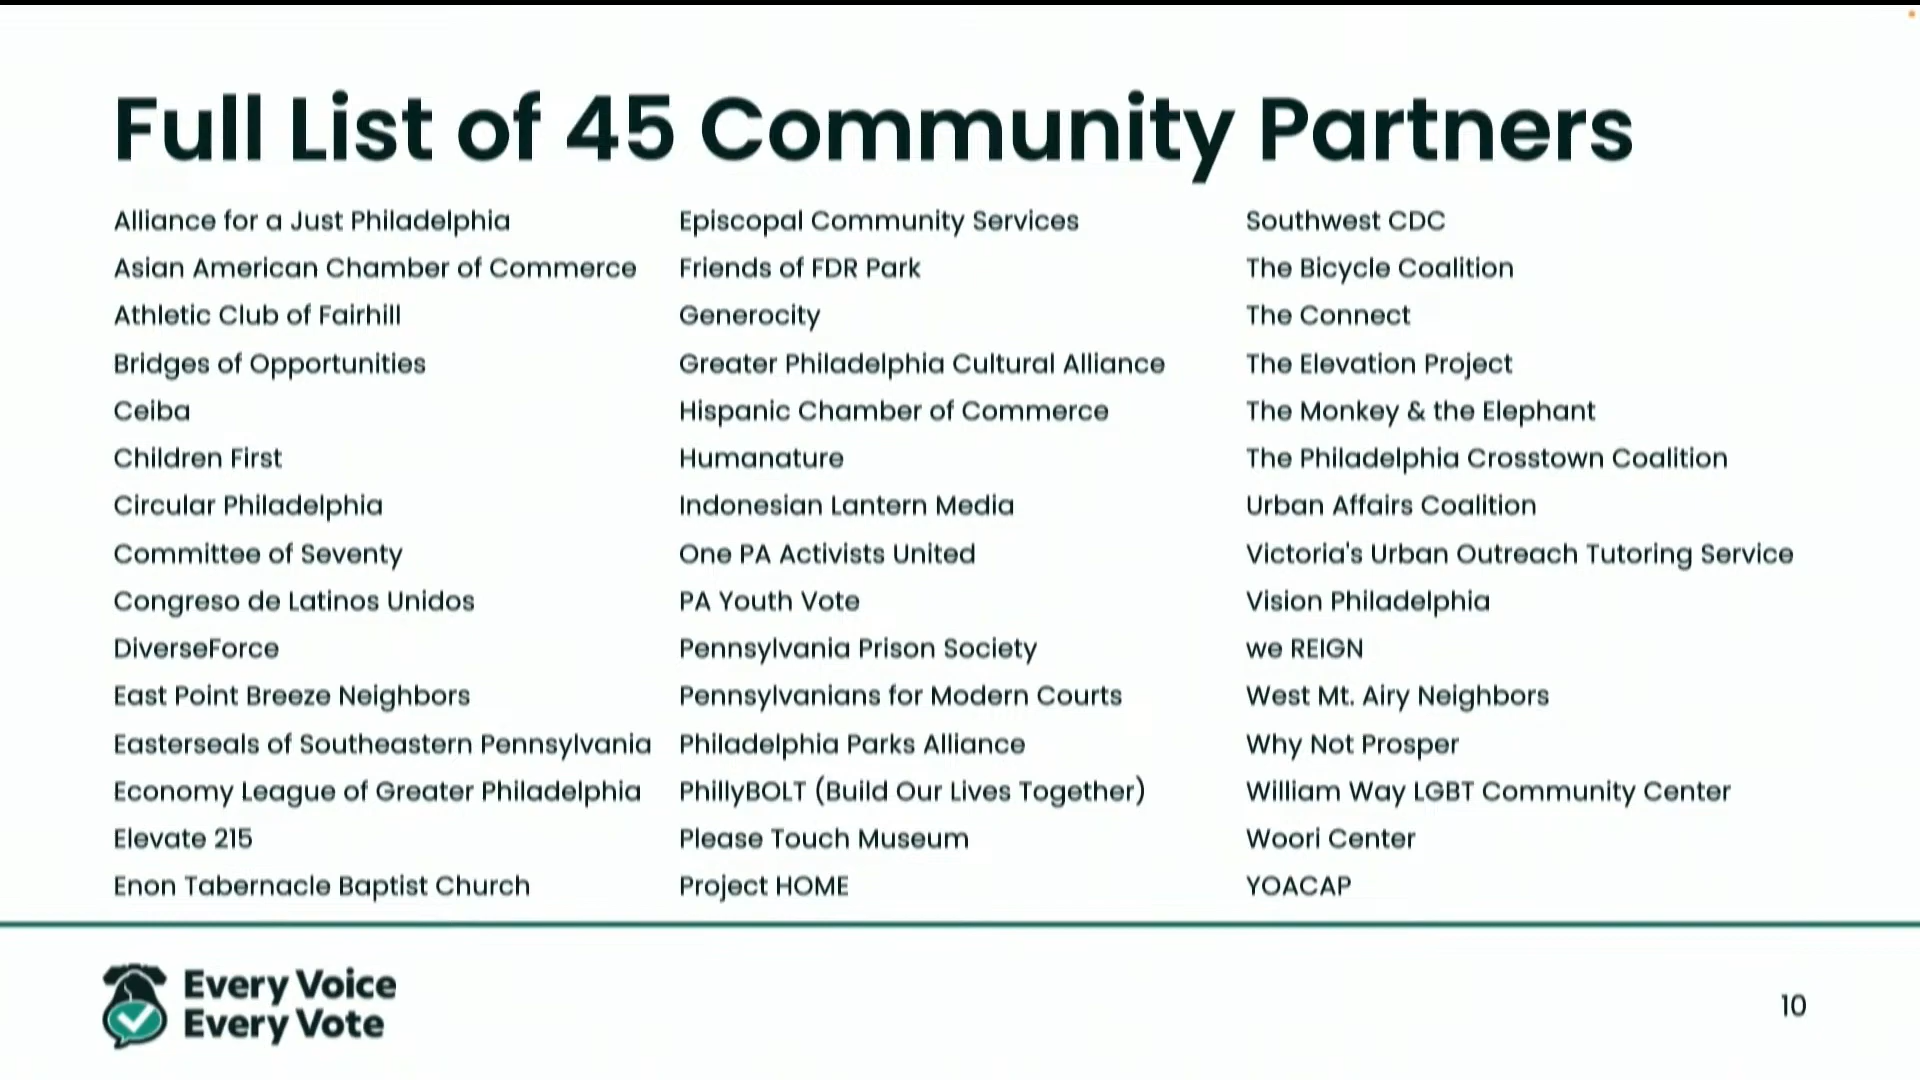 Full List of 45 Community Partners
Alliance for a Just Philadelphia
Asian American Chamber of Commerce
Athletic Club of Fairhill
Bridges of Opportunities
Ceiba
Children First
Circular Philadelphia
Committee of Seventy
Congreso de Latinos Unidos
DiverseForce
East Point Breeze Neighbors
Easterseals of Southeastern Pennsylvania
Economy League of Greater Philadelphia
Elevate 215
Enon Tabernacle Baptist Church
Episcopal Community Services
Friends of FDR Park
Generocity
Greater Philadelphia Cultural Alliance
Hispanic Chamber of Commerce
Humanature
Indonesian Lantern Media
One PA Activists United
PA Youth Vote
Pennsylvania Prison Society
Pennsylvanians for Modern Courts
Philadelphia Parks Alliance
PhillyBOLT (Build Our Lives Together)
Please Touch Museum
Project HOME
Southwest CDC
The Bicycle Coalition
The Connect
The Elevation Project
The Monkey & the Elephant
The Philadelphia Crosstown Coalition
Urban Affairs Coalition
Victoria's Urban Outreach Tutoring Service
Vision Philadelphia
we REIGN
West Mt. Airy Neighbors
Why Not Prosper
William Way LGBT Community Center
Woori Center
YOACAP
Every Voice
Every Vote
10